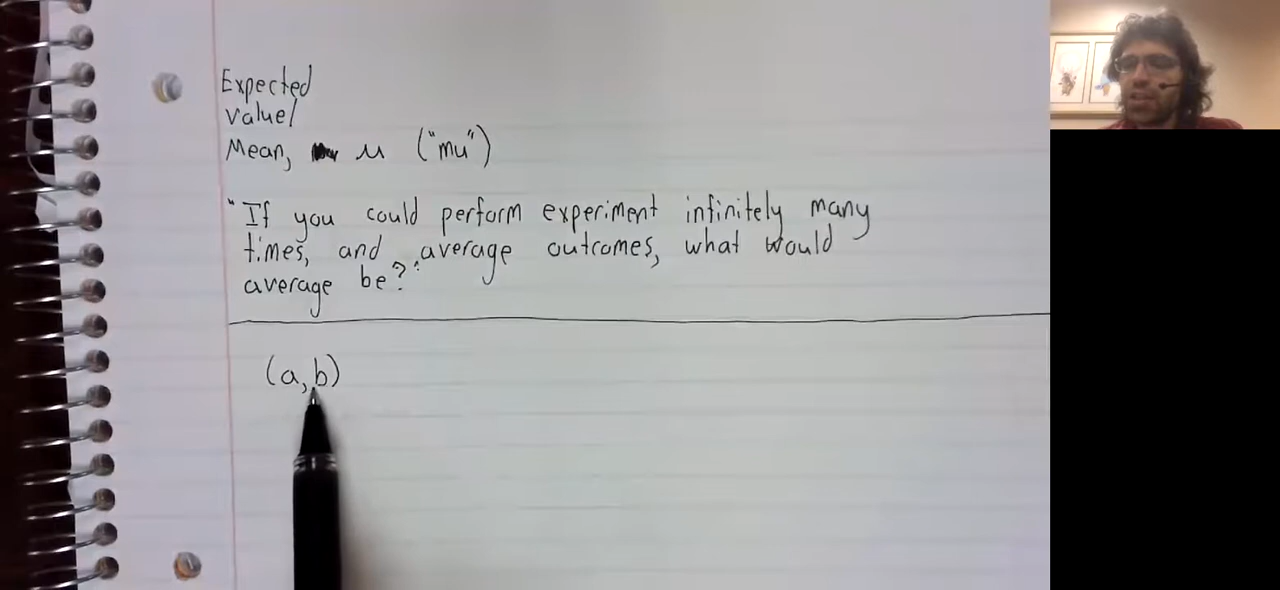 Expected
value/
Mean, μ ("mu")
"If you could perform experiment infinitely many
times, and average outcomes, what would
average be?"
(a,b)